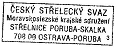 ČESKÝ STŘELECKÝ SVAZ
Moravskoslezské krajské sdružení
STŘELNICE PORUBA-SKALKA
708 00 OSTRAVA-PORUBA